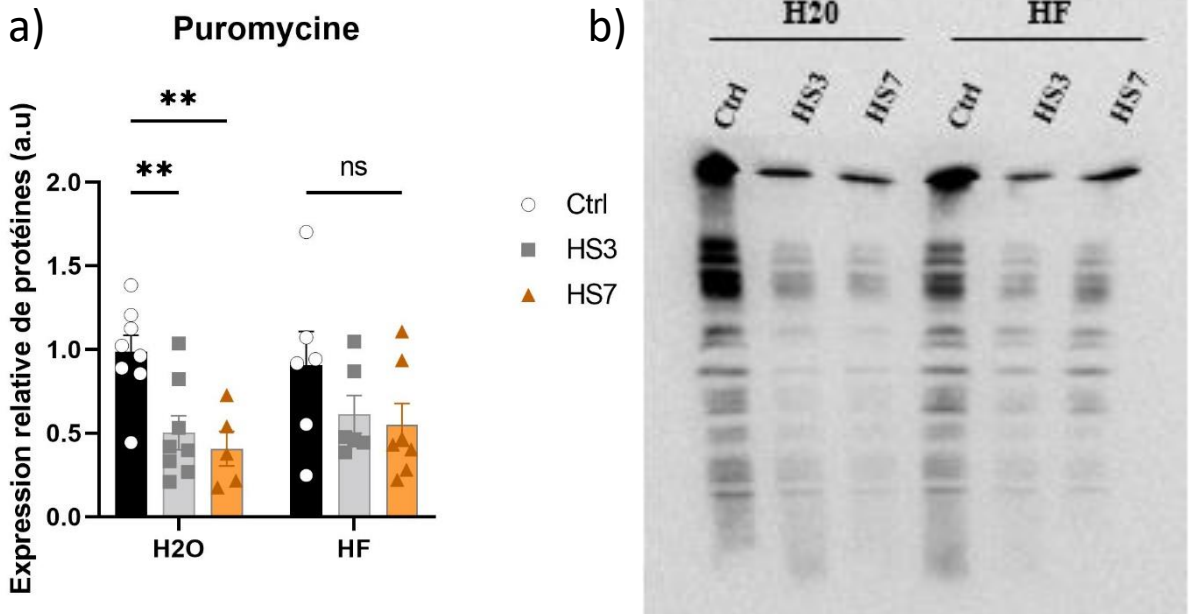 a)
Puromycine
**
**
ns
Expression relative de protéines (a.u)
2.0
1.5
1.0
0.5
0.0
H2O
HF
Ctrl
HS3
HS7
b)
H20
HF
Ctrl
HS3
HS7
Ctrl
HS3
HS7